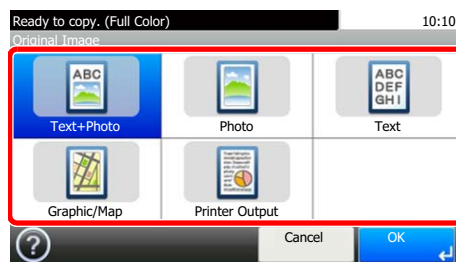 Ready to copy. (Full Color) 10:10
Original Image
ABC
ABC
DEF
GHI
Text+Photo Photo Text
Graphic/Map Printer Output
? Cancel OK